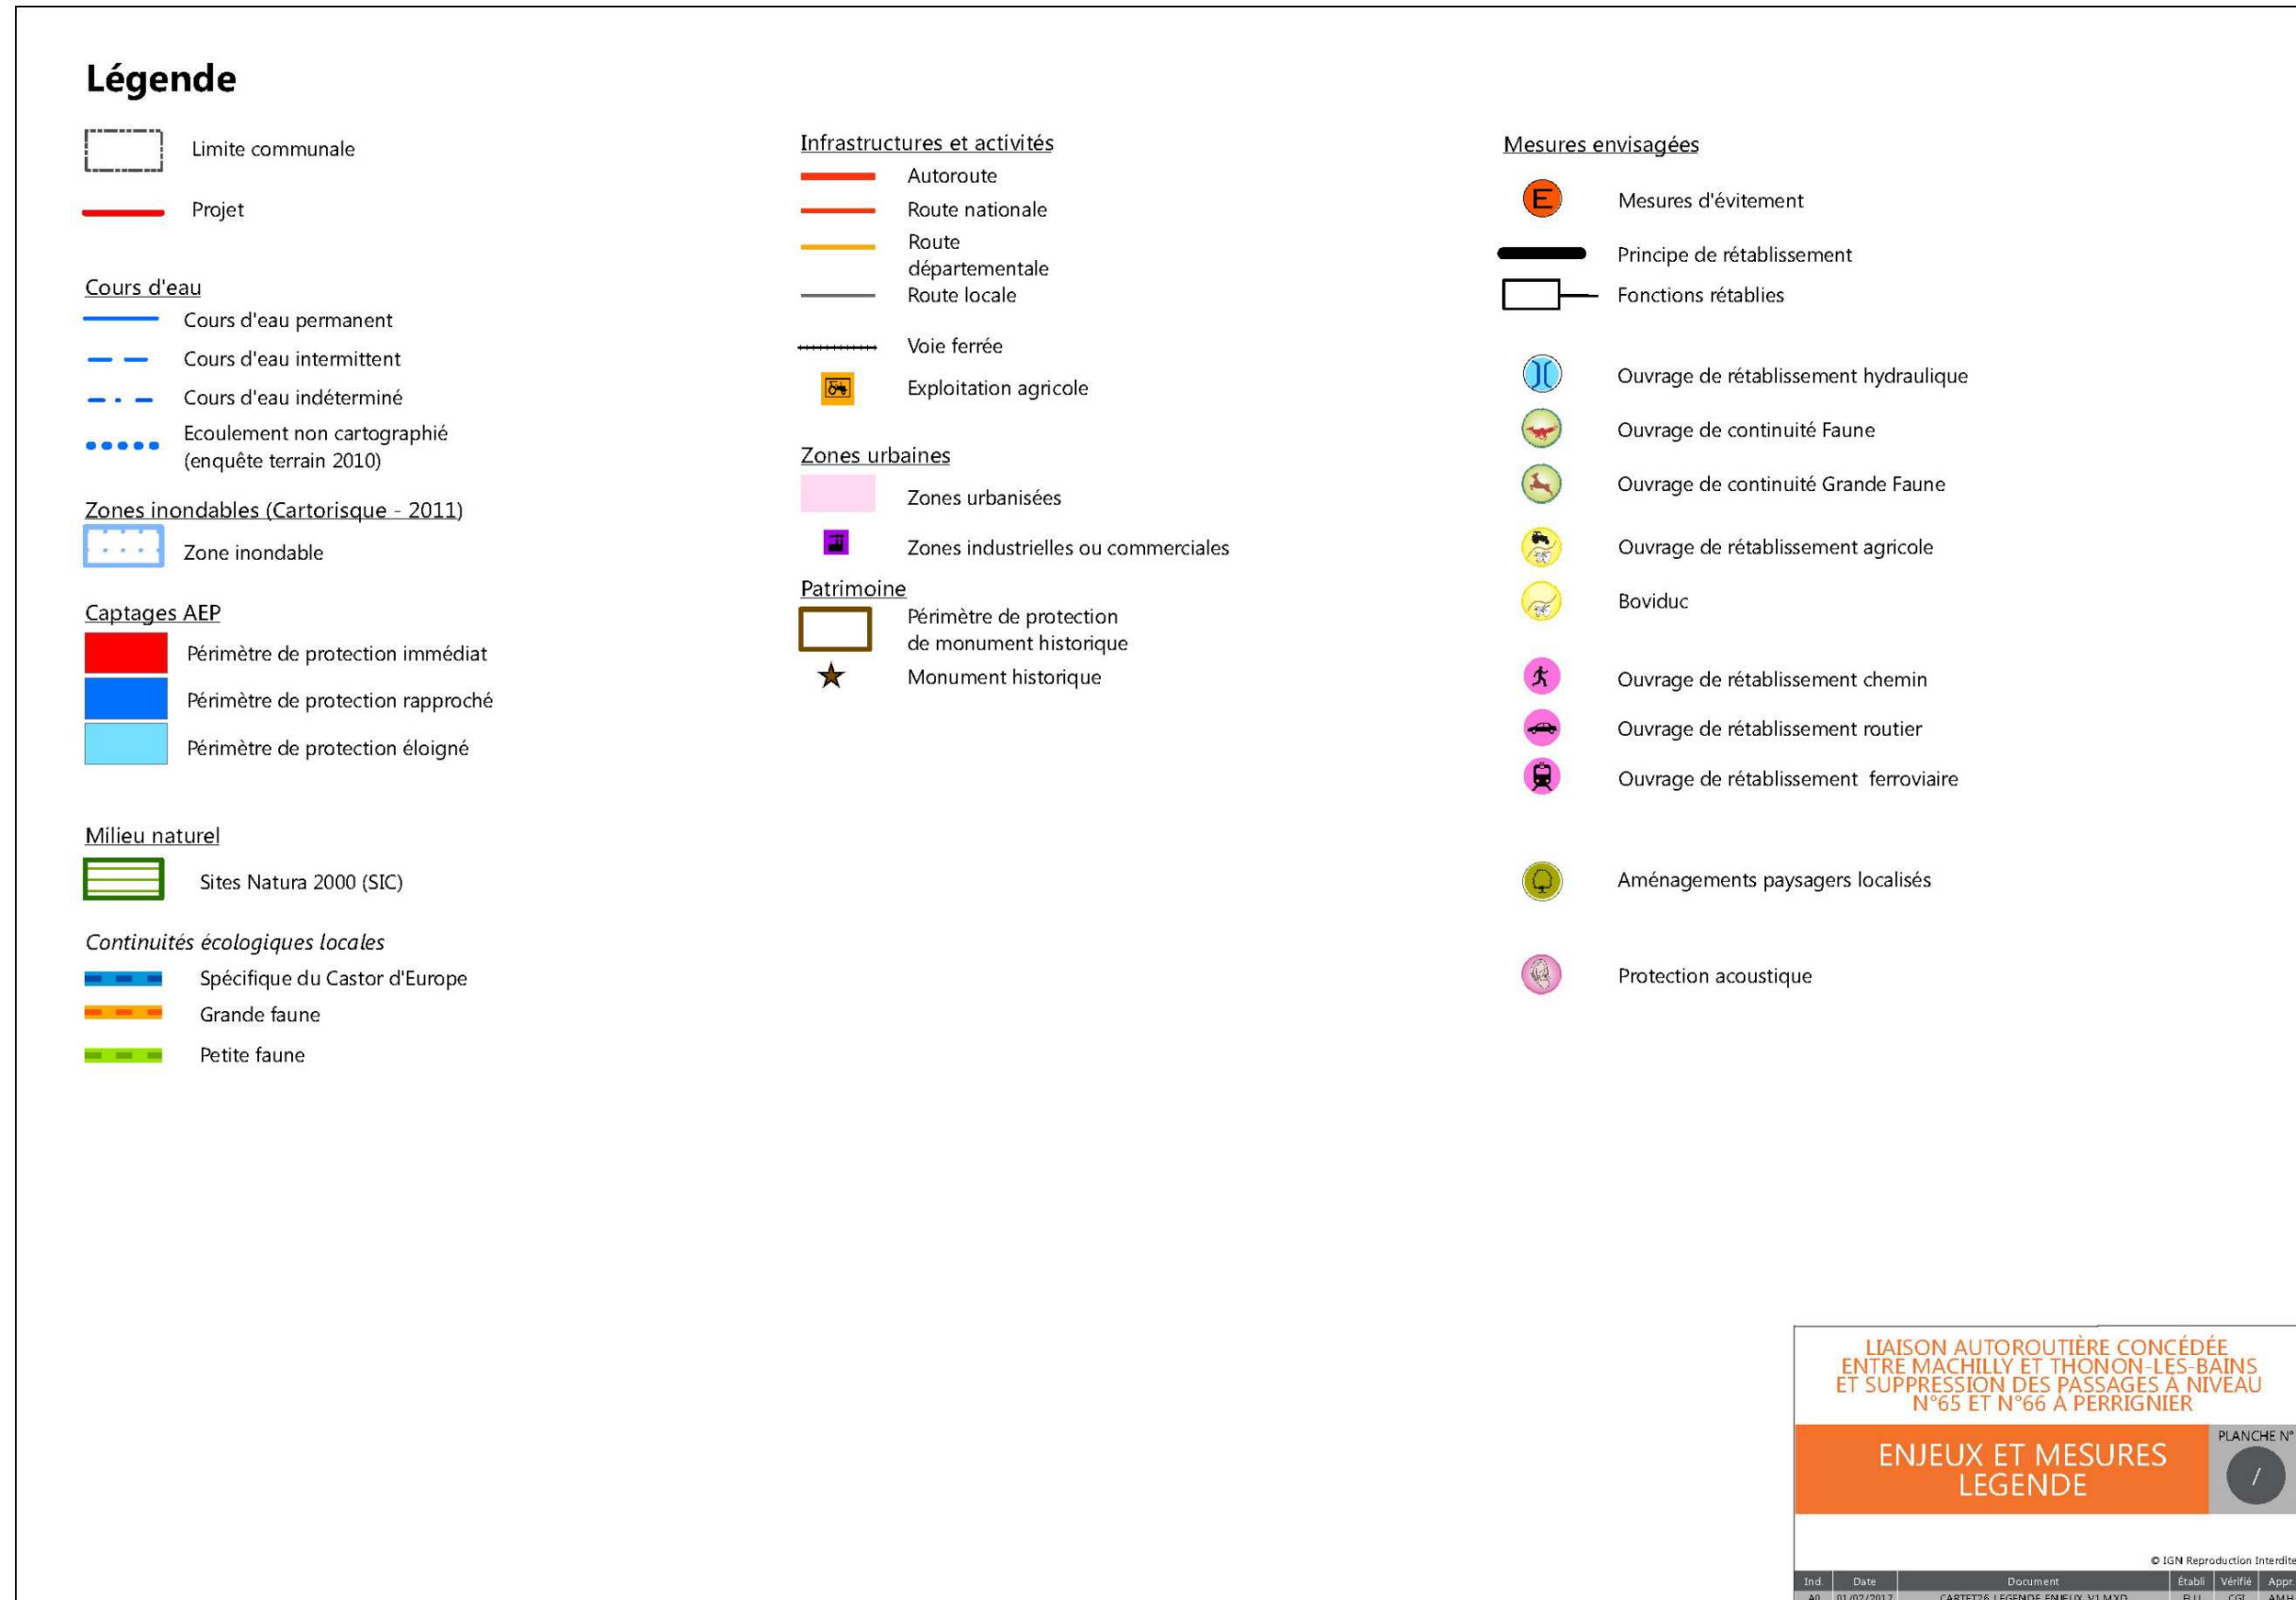 Légende
Limite communale
Projet
Cours d'eau
Cours d'eau permanent
Cours d'eau intermittent
Cours d'eau indéterminé
Ecoulement non cartographié
(enquête terrain 2010)
Zones inondables (Cartorisque - 2011)
Zone inondable
Captages AEP
Périmètre de protection immédiat
Périmètre de protection rapproché
Périmètre de protection éloigné
Milieu naturel
Sites Natura 2000 (SIC)
Continuités écologiques locales
Spécifique du Castor d'Europe
Grande faune
Petite faune
Infrastructures et activités
Autoroute
Route nationale
Route
départementale
Route locale
Voie ferrée
Exploitation agricole
Zones urbaines
Zones urbanisées
Zones industrielles ou commerciales
Patrimoine
Périmètre de protection
de monument historique
Monument historique
Mesures envisagées
E Mesures d'évitement
Principe de rétablissement
Fonctions rétablies
Ouvrage de rétablissement hydraulique
Ouvrage de continuité Faune
Ouvrage de continuité Grande Faune
Ouvrage de rétablissement agricole
Boviduc
Ouvrage de rétablissement chemin
Ouvrage de rétablissement routier
Ouvrage de rétablissement ferroviaire
Aménagements paysagers localisés
Protection acoustique
LIAISON AUTOROUTIÈRE CONCÉDÉE
ENTRE MACHILLY ET THONON-LES-BAINS
ET SUPPRESSION DES PASSAGES À NIVEAU
N°65 ET N°66 À PERRIGNIER
ENJEUX ET MESURES
LEGENDE
PLANCHE N°
/
© IGN Reproduction Interdite
Ind. Date Document Établi Vérifié Appr.
A0 01/02/2017